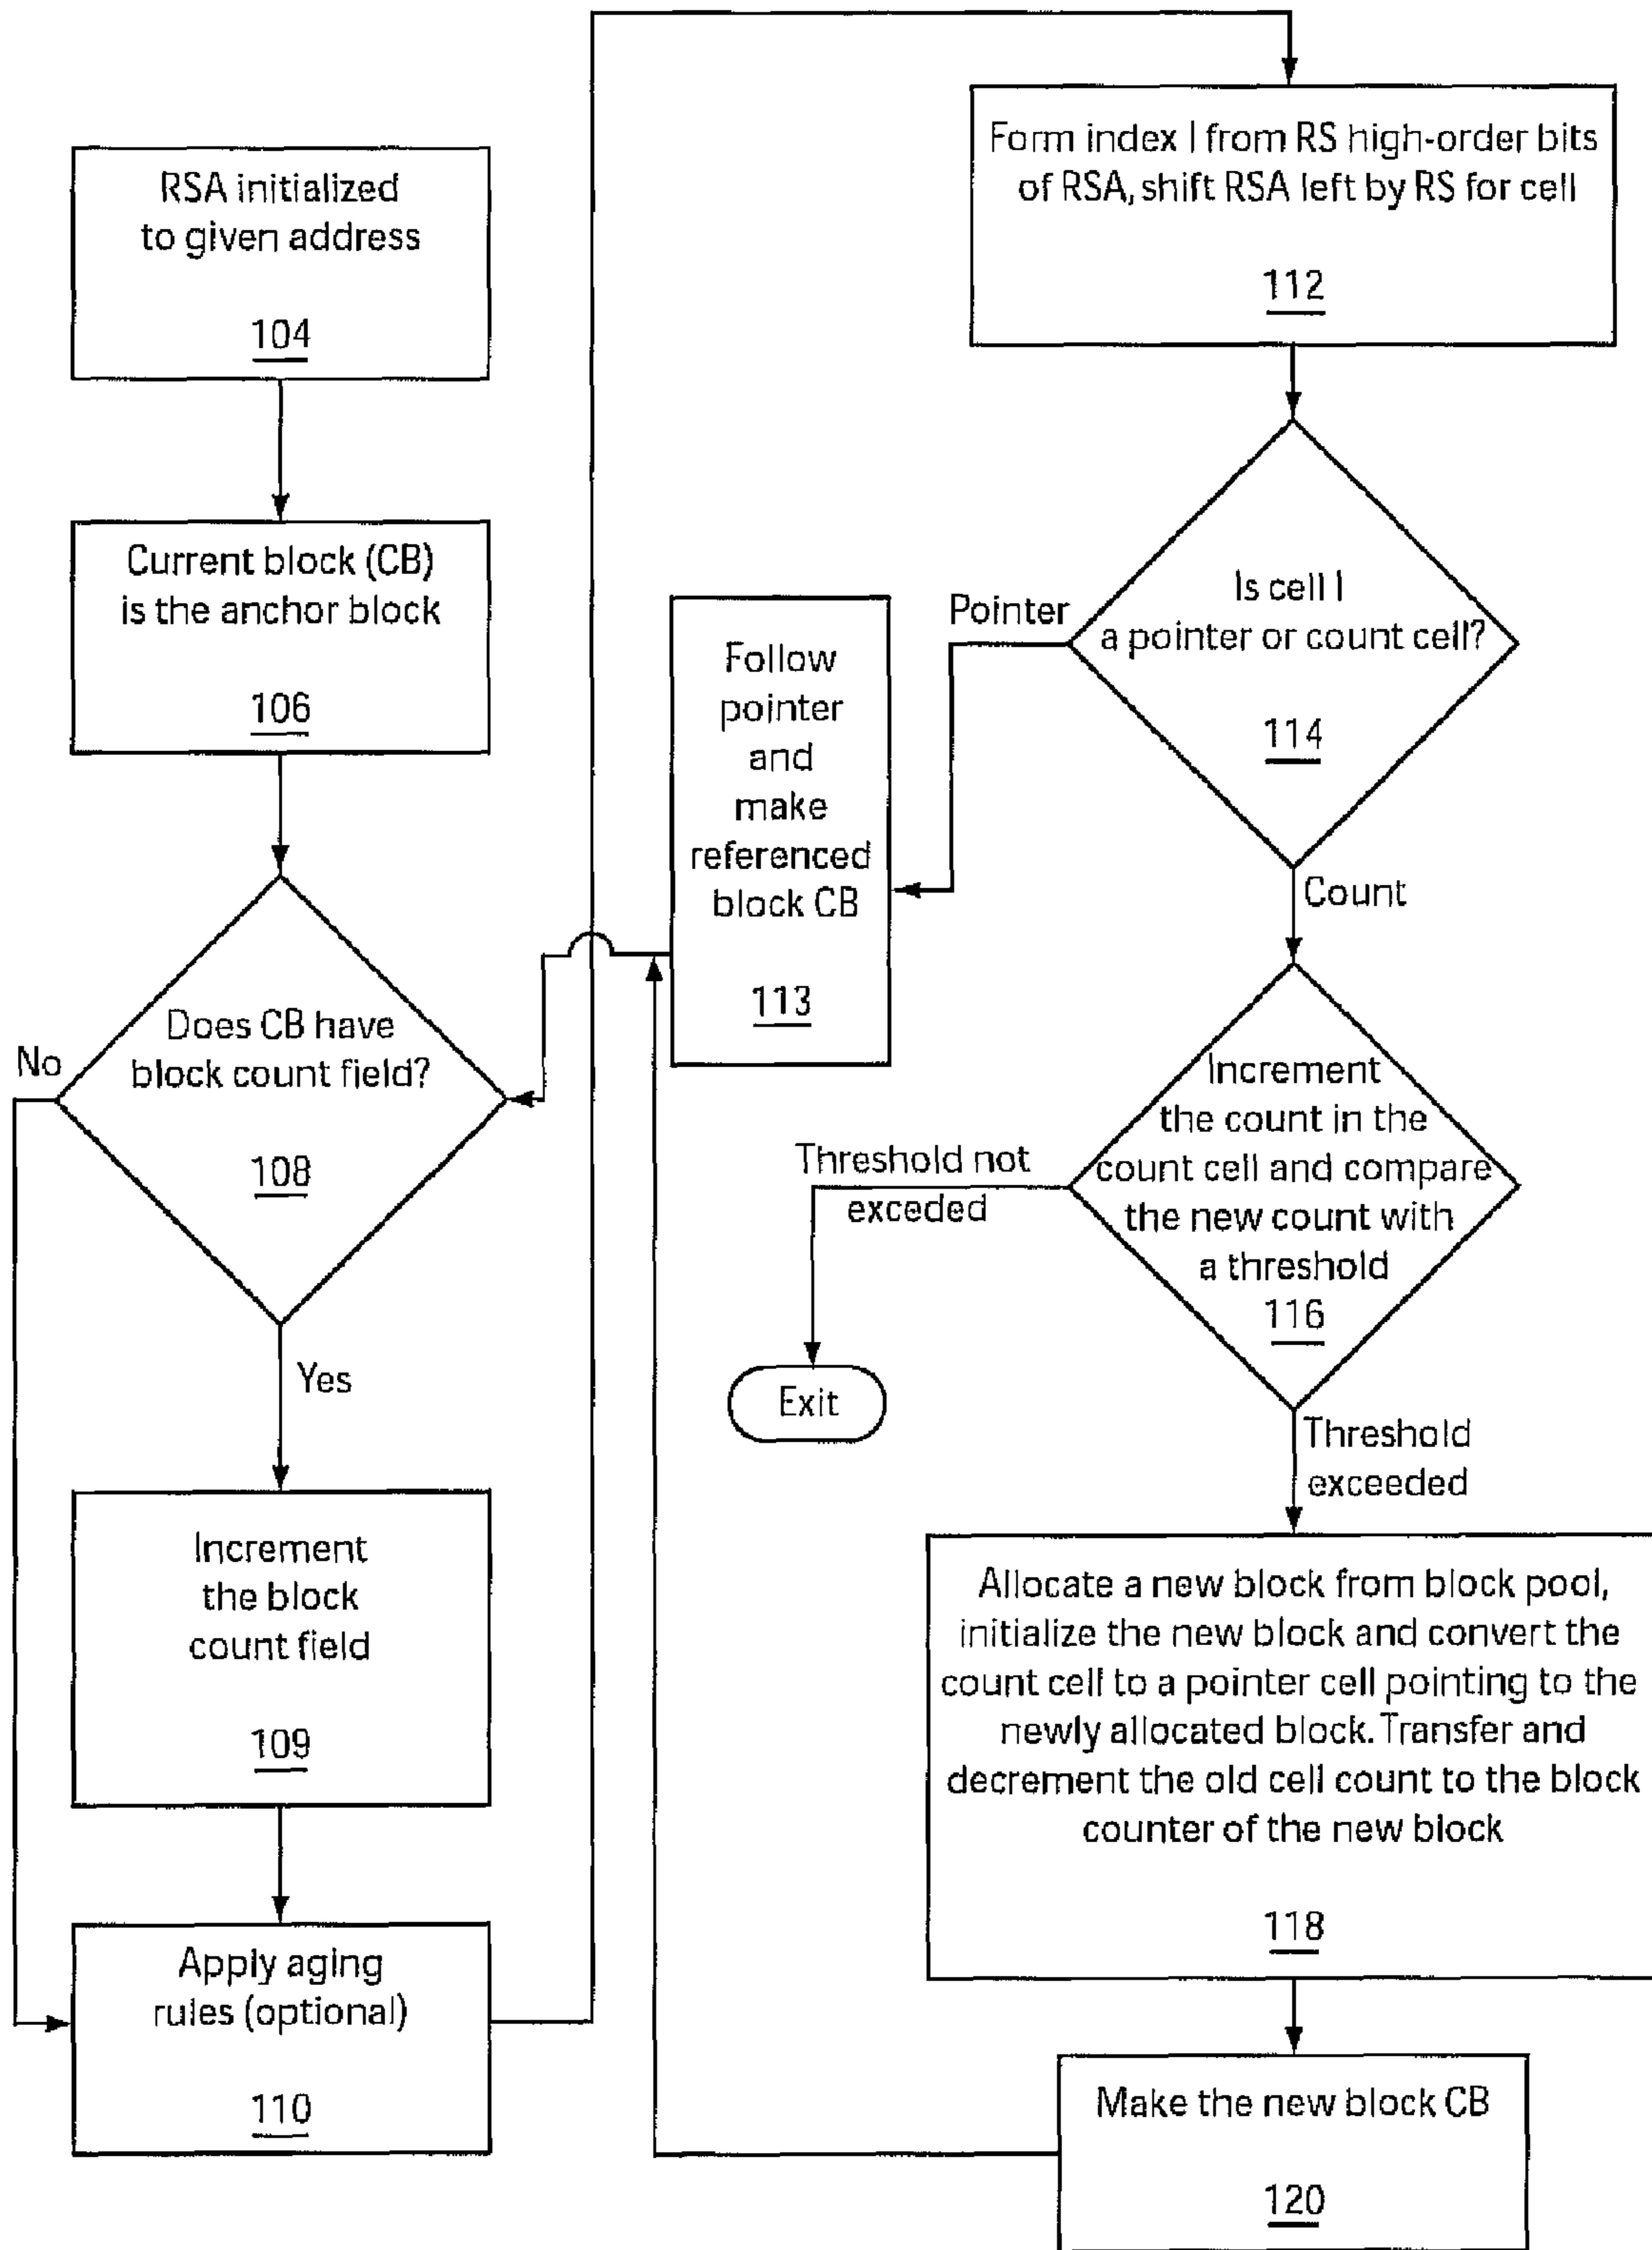 RSA initialized
to given address
104
Current block (CB)
is the anchor block
106
Does CB have
block count field?
108
No
Yes
Increment
the block
count field
109
Apply aging
rules (optional)
110
Form index I from RS high-order bits
of RSA, shift RSA left by RS for cell
112
Is cell I
a pointer or count cell?
114
Pointer
Count
Follow
pointer
and
make
referenced
block CB
113
Increment
the count in the
count cell and compare
the new count with
a threshold
116
Threshold not
exceded
Exit
Threshold
exceeded
Allocate a new block from block pool,
initialize the new block and convert the
count cell to a pointer cell pointing to the
newly allocated block. Transfer and
decrement the old cell count to the block
counter of the new block
118
Make the new block CB
120